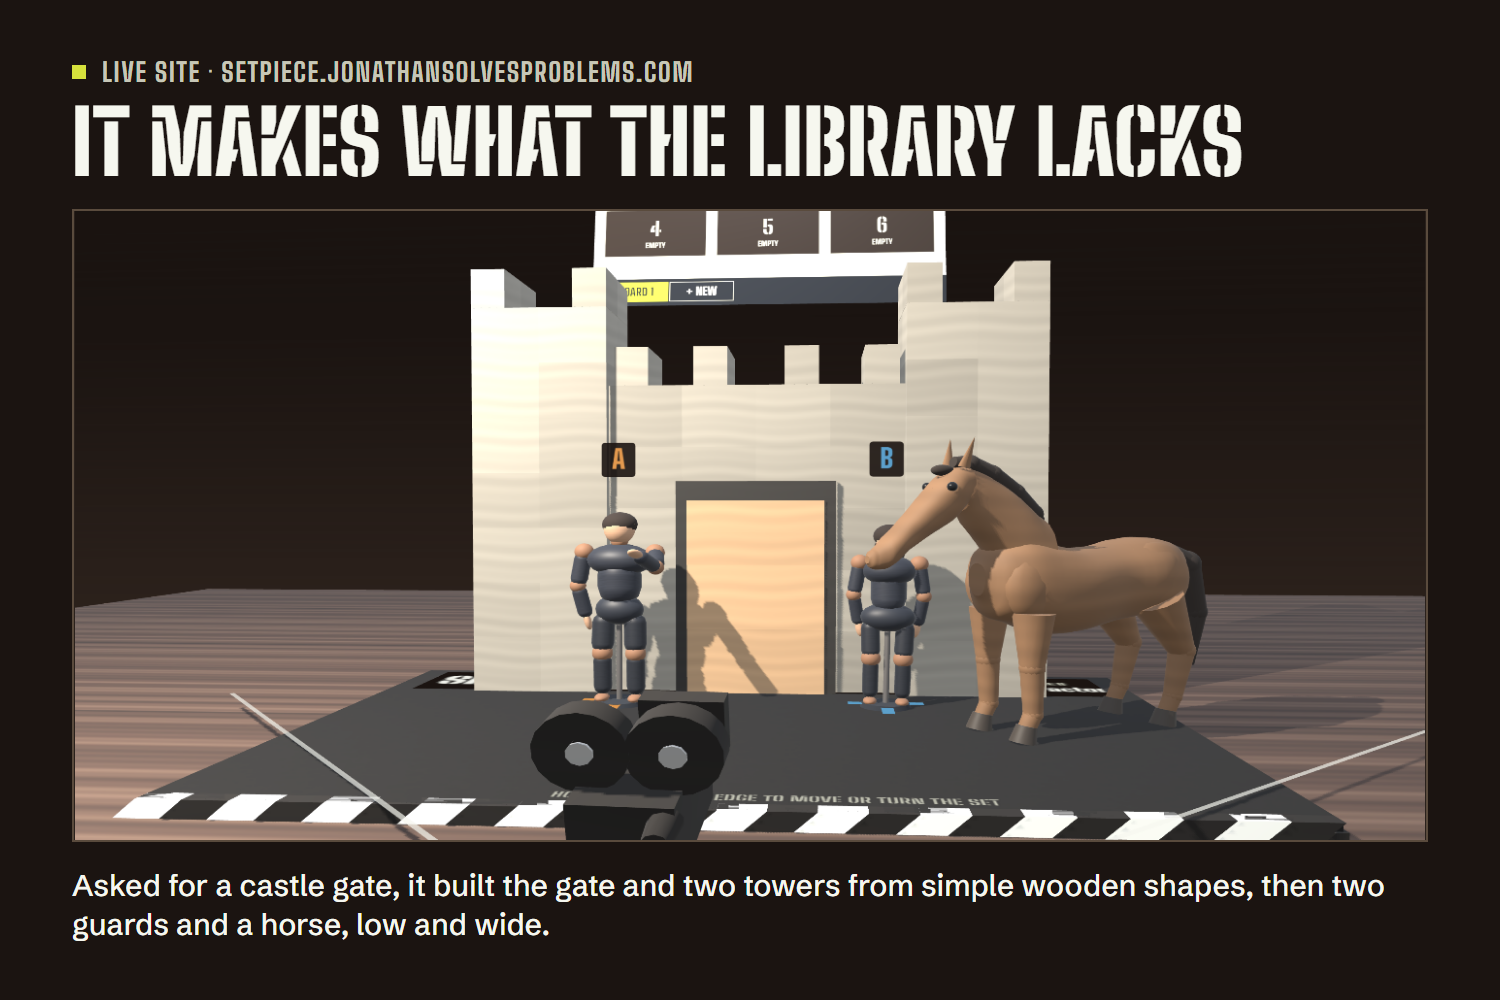 LIVE SITE · SETPIECE.JONATHANSOLVESPROBLEMS.COM
IT MAKES WHAT THE LIBRARY LACKS
4 5 6
EMPTY EMPTY EMPTY
+ NEW
A B
EDGE TO MOVE OR TURN THE SET
Asked for a castle gate, it built the gate and two towers from simple wooden shapes, then two
guards and a horse, low and wide.